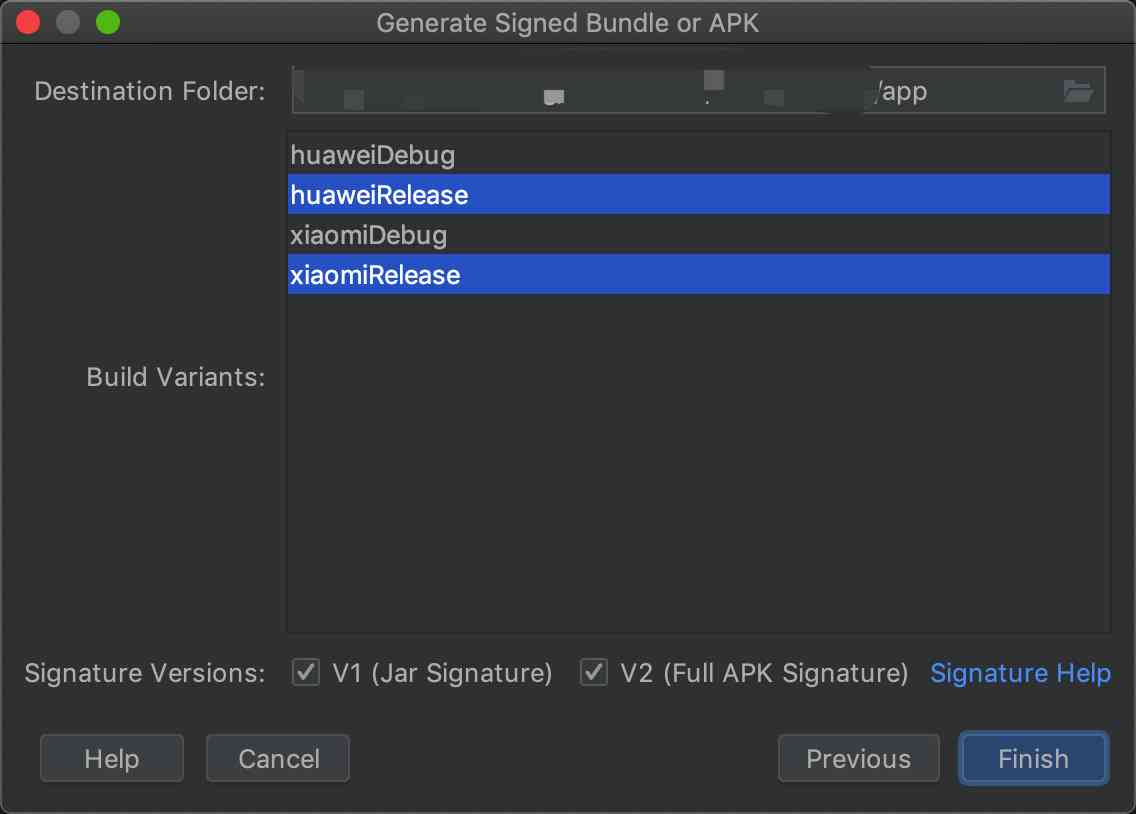 Generate Signed Bundle or APK
Destination Folder: /app
huaweiDebug
huaweiRelease
xiaomiDebug
xiaomiRelease
Build Variants:
Signature Versions: V1 (Jar Signature) V2 (Full APK Signature) Signature Help
Help Cancel Previous Finish